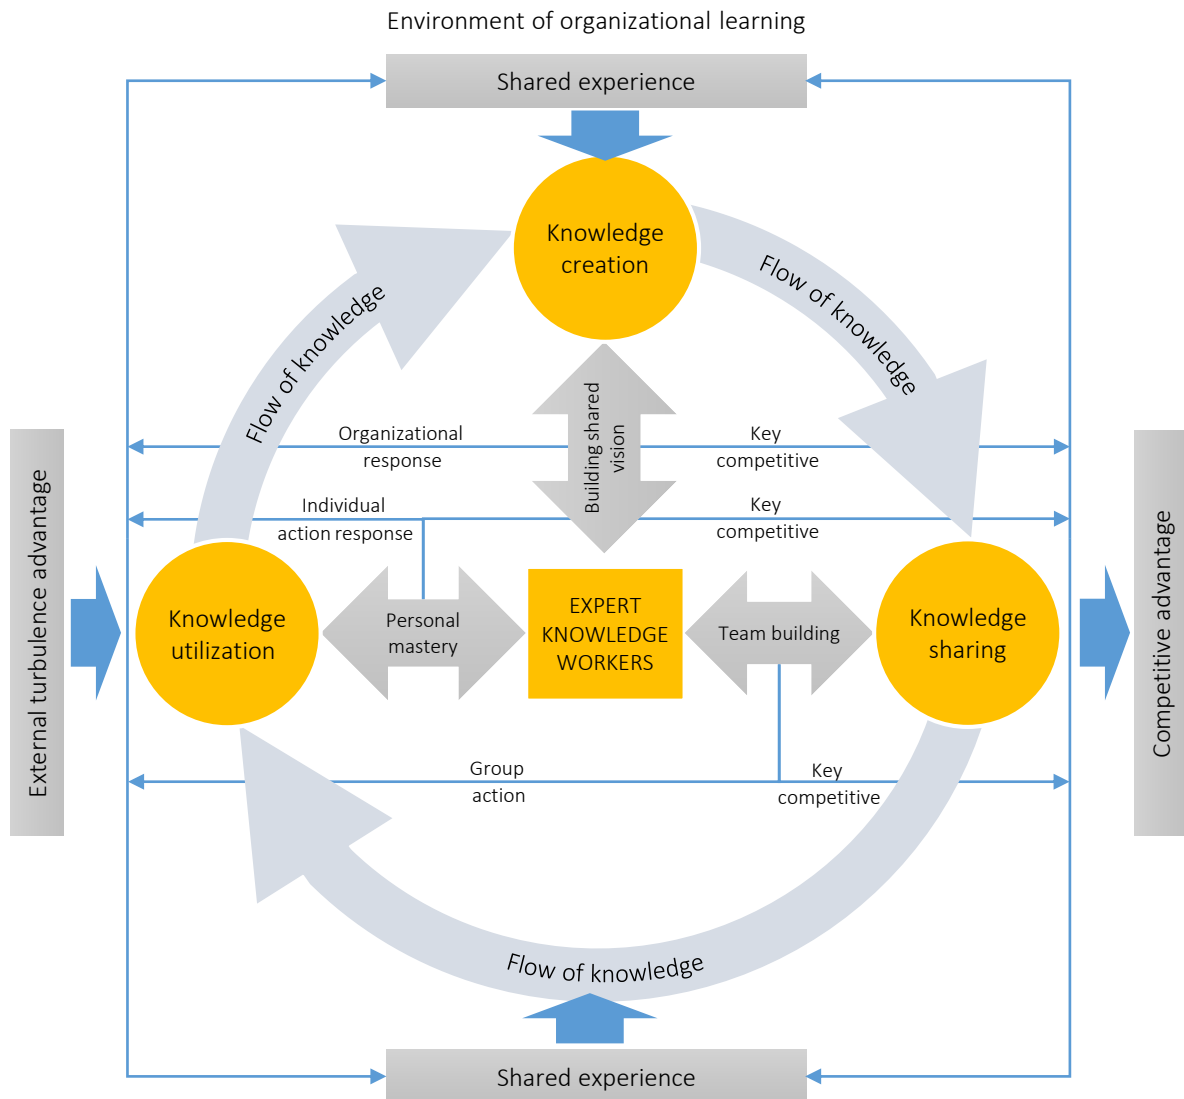 Environment of organizational learning
Shared experience
Knowledge
creation
Flow of knowledge
Flow of knowledge
Building shared
vision
Organizational
response
Key
competitive
Individual
action response
Key
competitive
External turbulence advantage
Knowledge
utilization
Personal
mastery
EXPERT
KNOWLEDGE
WORKERS
Team building
Knowledge
sharing
Competitive advantage
Group
action
Key
competitive
Flow of knowledge
Shared experience